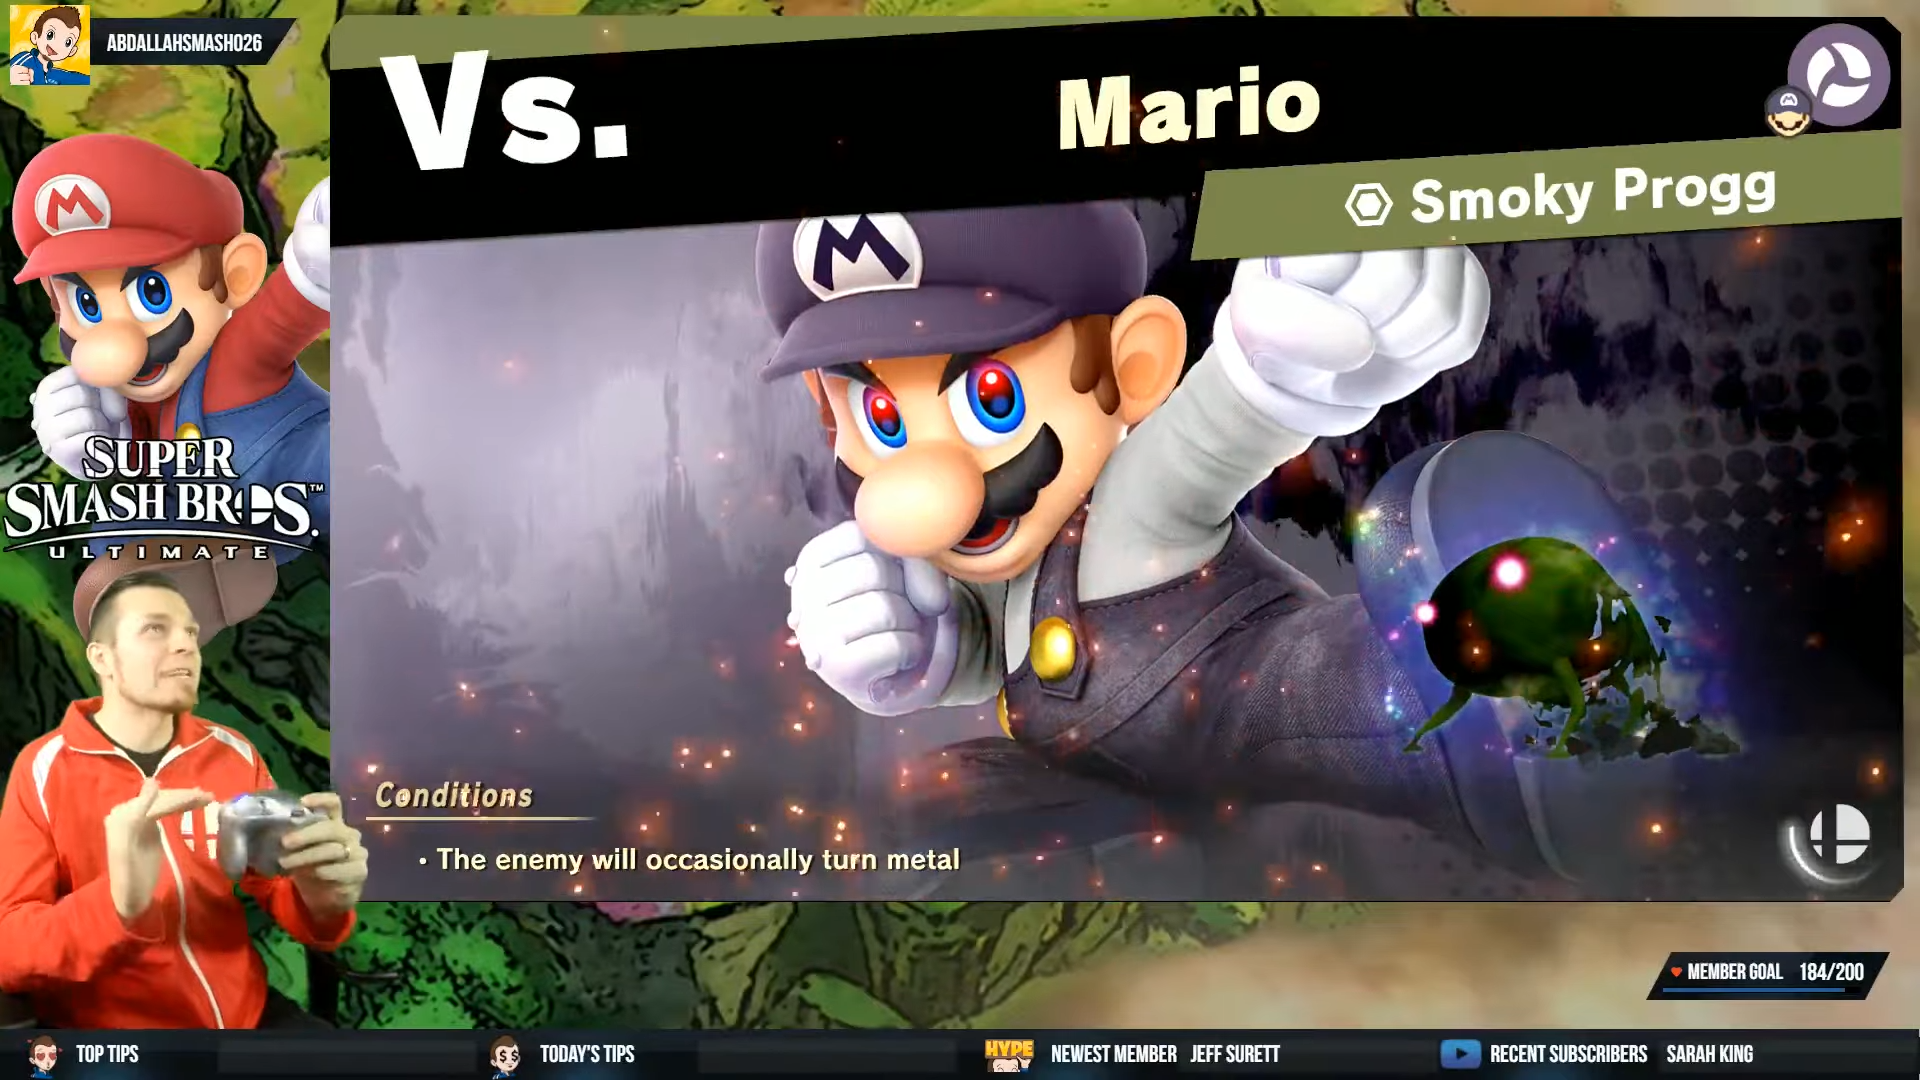 ABDALLAHSMASH026
Vs.
Mario
Smoky Progg
M
M
SUPER
SMASH BROS.™
ULTIMATE
Conditions
• The enemy will occasionally turn metal
MEMBER GOAL 184/200
TOP TIPS
TODAY'S TIPS
HYPE
NEWEST MEMBER JEFF SURETT
RECENT SUBSCRIBERS SARAH KING